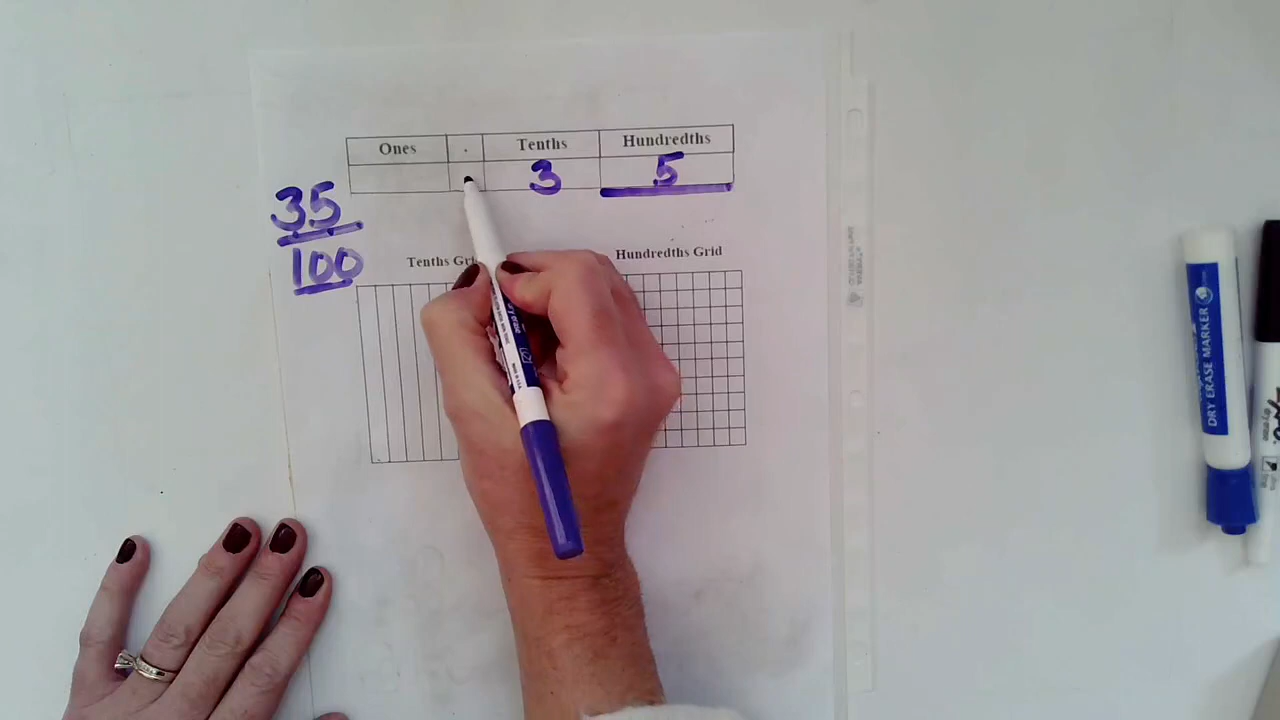 Ones . Tenths Hundredths
. 3 5
35
100
Tenths Gri
Hundredths Grid
DRY ERASE MARKER